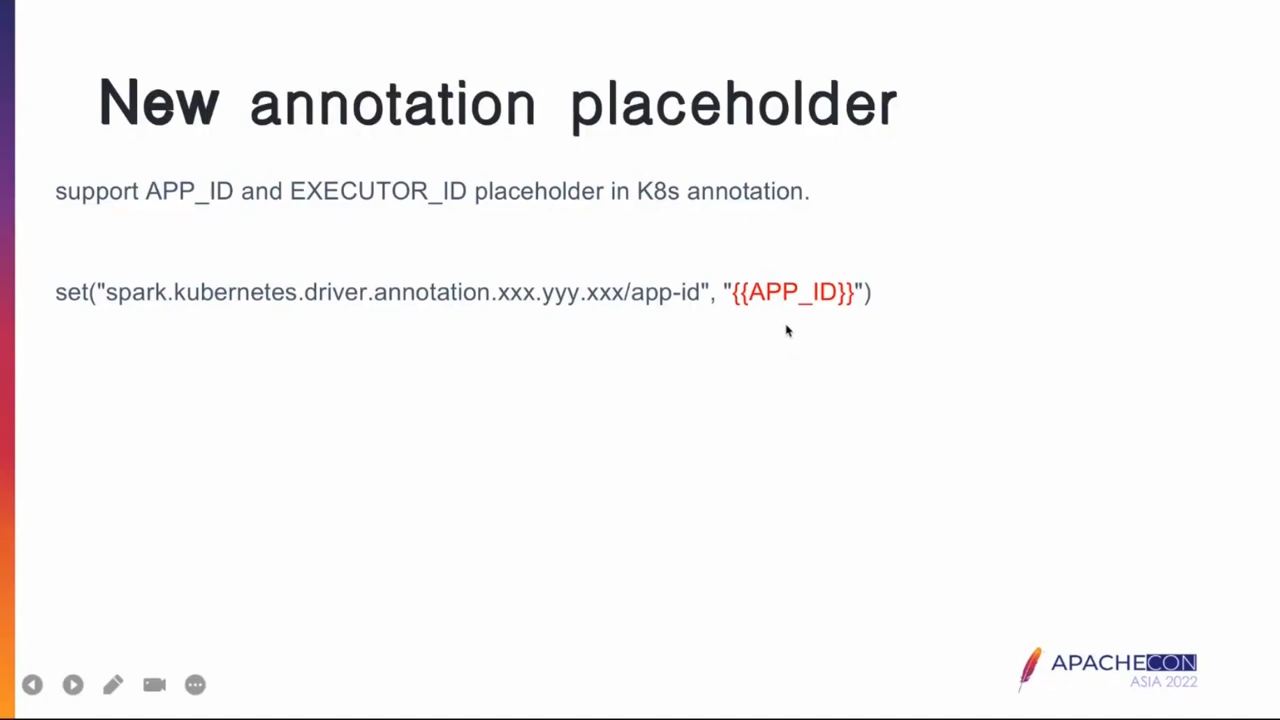 New annotation placeholder
support APP_ID and EXECUTOR_ID placeholder in K8s annotation.
set("spark.kubernetes.driver.annotation.xxx.yyy.xxx/app-id", "{{APP_ID}}")
APACHECON
ASIA 2022